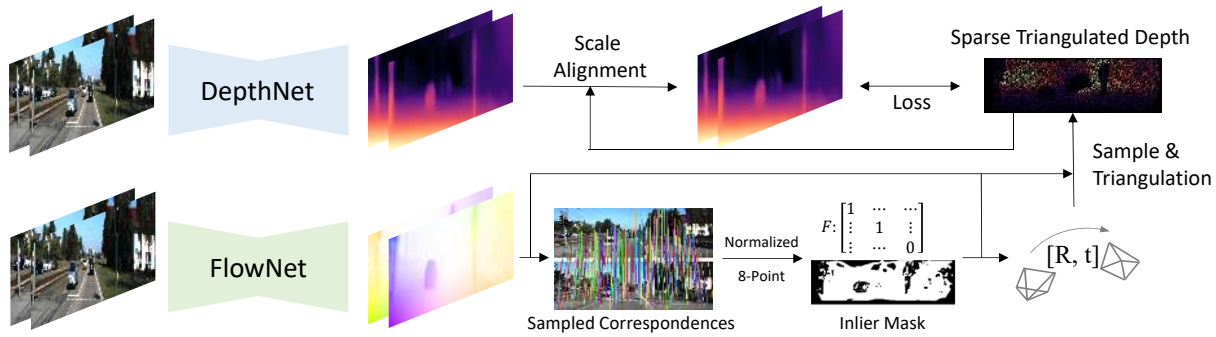 DepthNet
Scale
Alignment
Loss
Sparse Triangulated Depth
Sample &
Triangulation
FlowNet
Sampled Correspondences
Normalized
8-Point
F: [1 ⋯ ⋯
⋮ 1 ⋮
⋮ ⋯ 0]
Inlier Mask
[R, t]